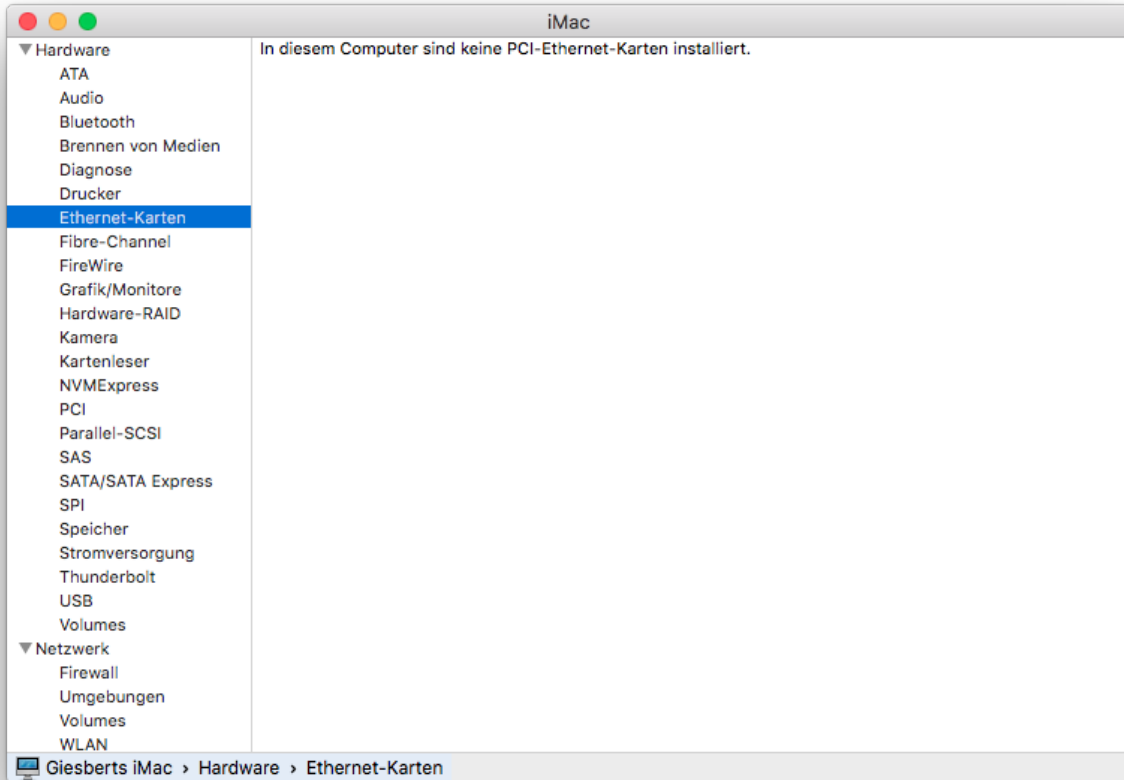 iMac
Hardware
ATA
Audio
Bluetooth
Brennen von Medien
Diagnose
Drucker
Ethernet-Karten
Fibre-Channel
FireWire
Grafik/Monitore
Hardware-RAID
Kamera
Kartenleser
NVMExpress
PCI
Parallel-SCSI
SAS
SATA/SATA Express
SPI
Speicher
Stromversorgung
Thunderbolt
USB
Volumes
Netzwerk
Firewall
Umgebungen
Volumes
WLAN
In diesem Computer sind keine PCI-Ethernet-Karten installiert.
Giesberts iMac › Hardware › Ethernet-Karten